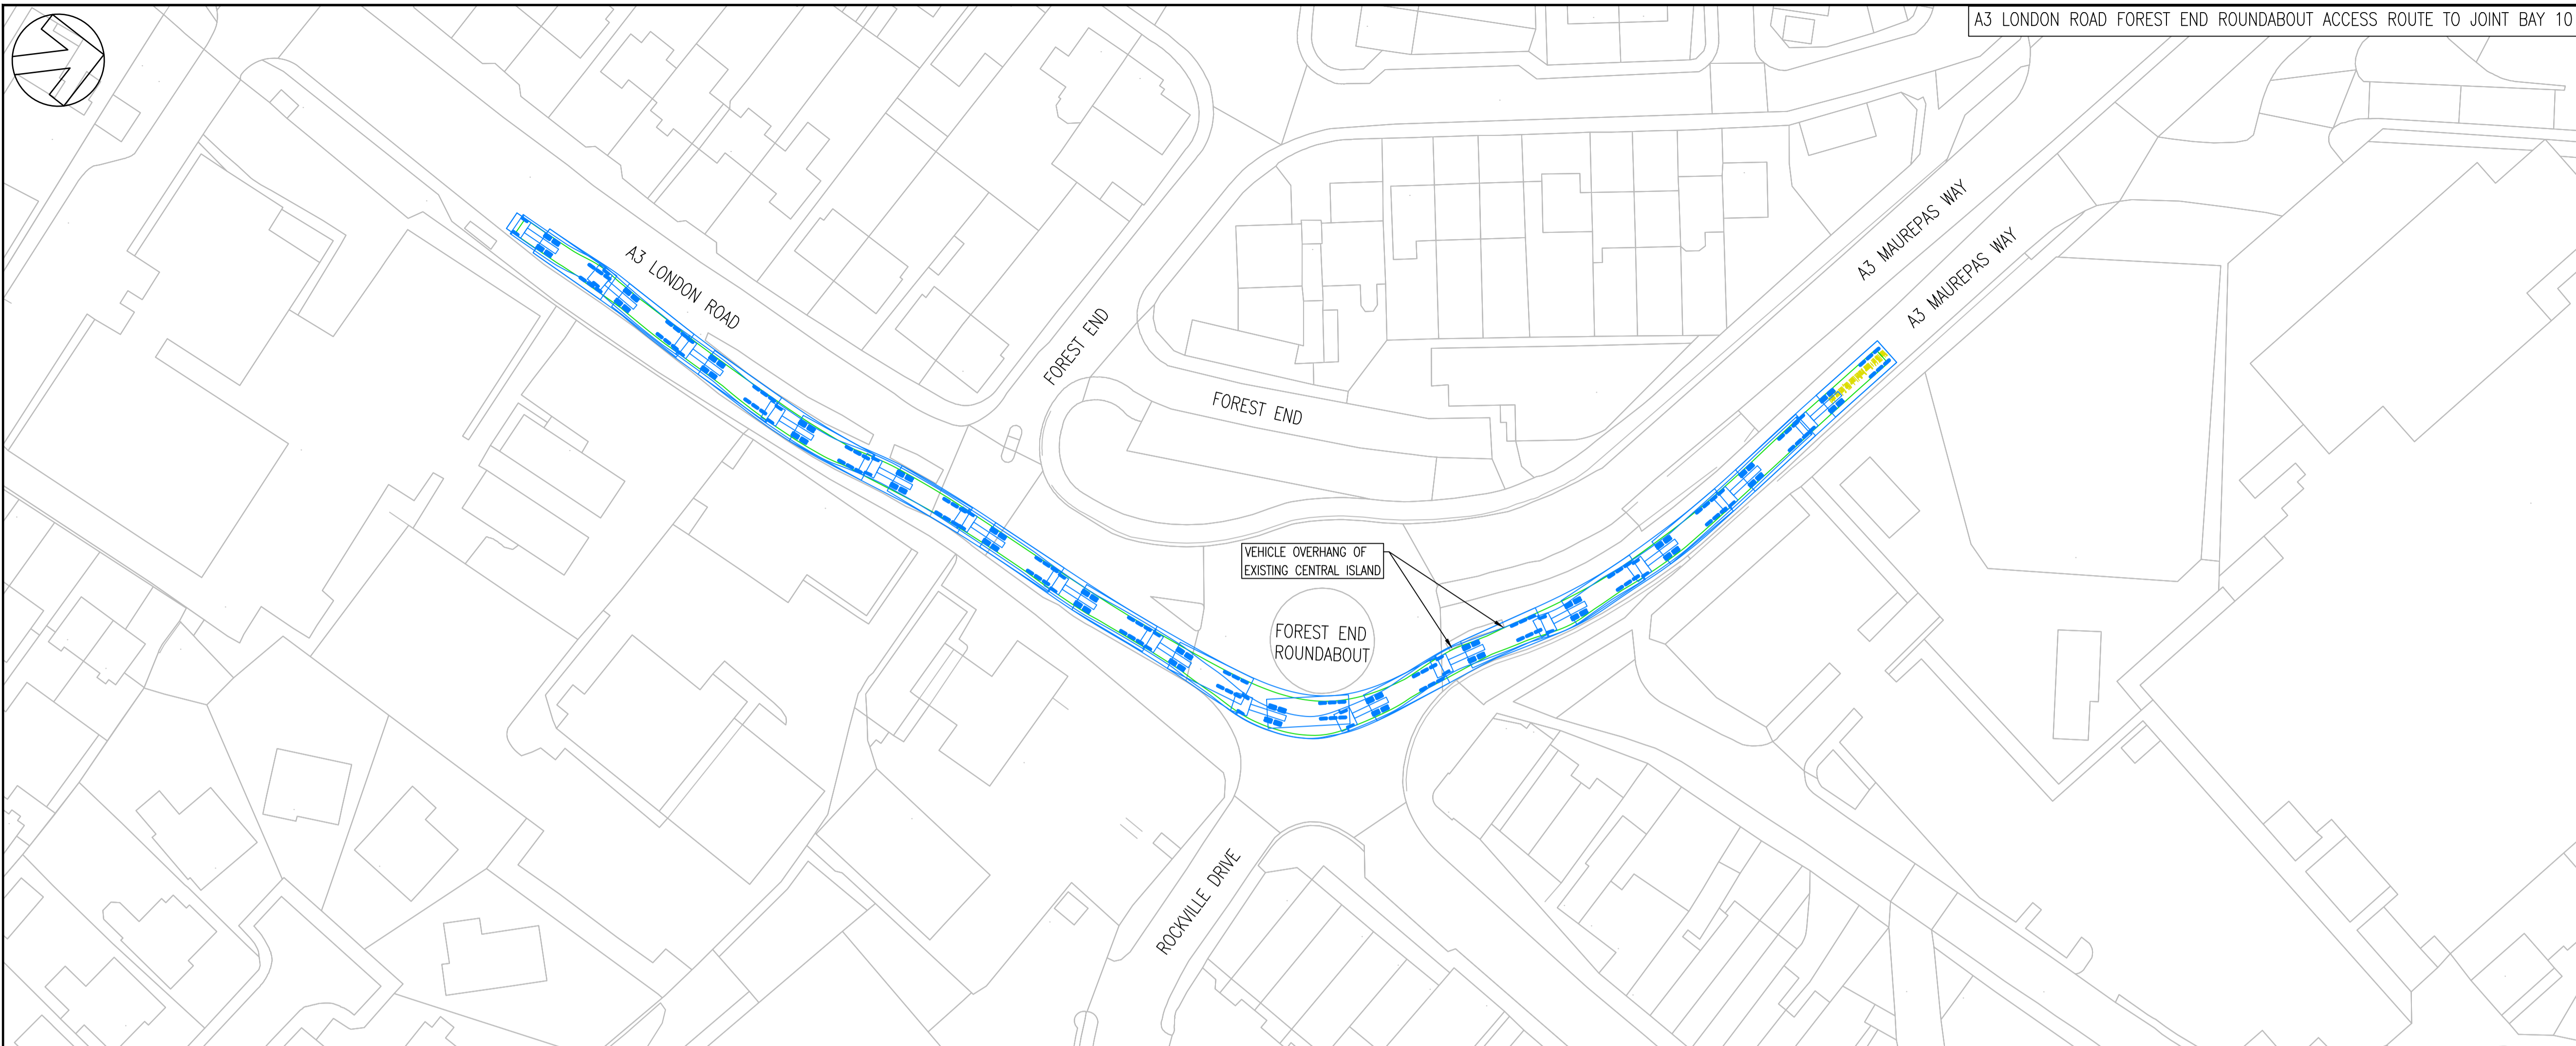 A3 LONDON ROAD FOREST END ROUNDABOUT ACCESS ROUTE TO JOINT BAY 10
A3 MAUREPAS WAY
A3 MAUREPAS WAY
A3 LONDON ROAD
FOREST END
FOREST END
VEHICLE OVERHANG OF
EXISTING CENTRAL ISLAND
FOREST END
ROUNDABOUT
ROCKVILLE DRIVE